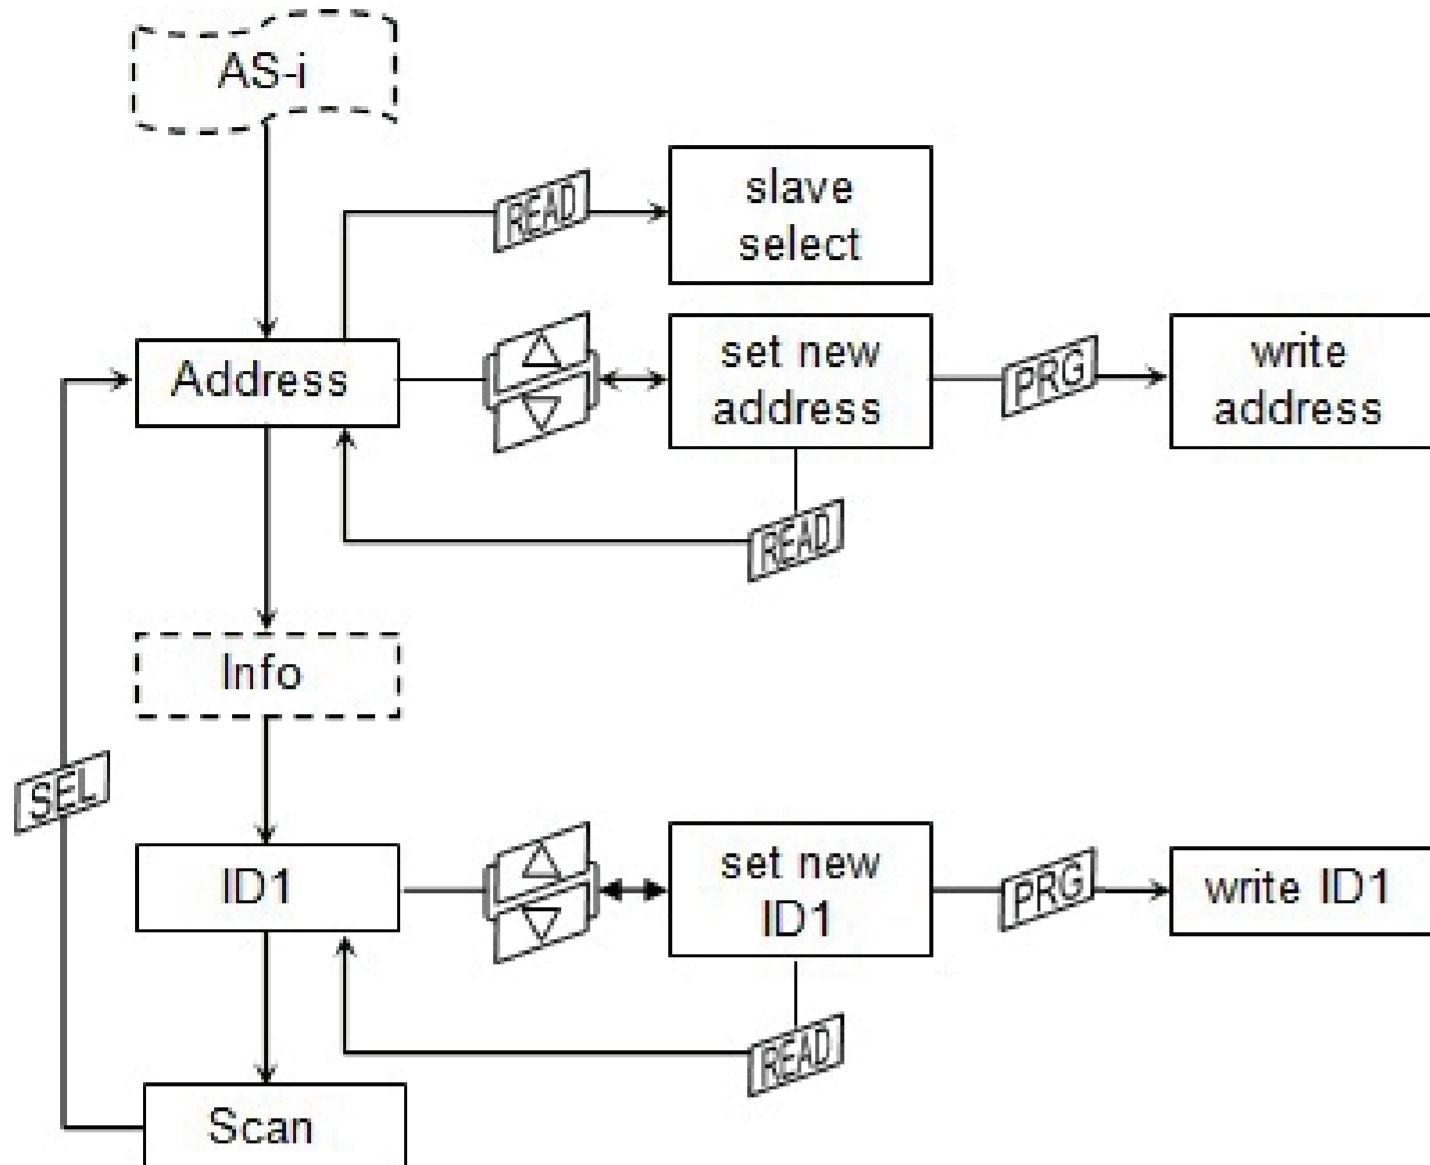 AS-i
READ
slave
select
Address
set new
address
PRG
write
address
READ
Info
SEL
ID1
set new
ID1
PRG
write ID1
READ
Scan